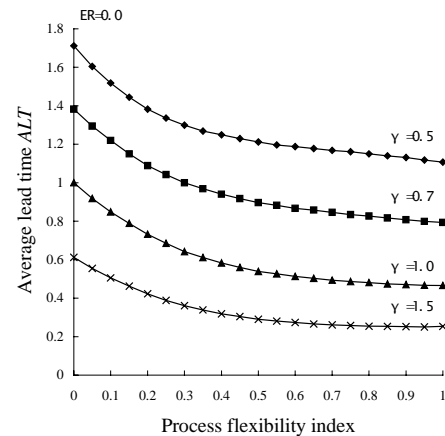 ER=0.0
1.8
1.6
1.4
1.2
1
0.8
0.6
0.4
0.2
0
Average lead time ALT
γ=0.5
γ=0.7
γ=1.0
γ=1.5
0 0.1 0.2 0.3 0.4 0.5 0.6 0.7 0.8 0.9 1
Process flexibility index